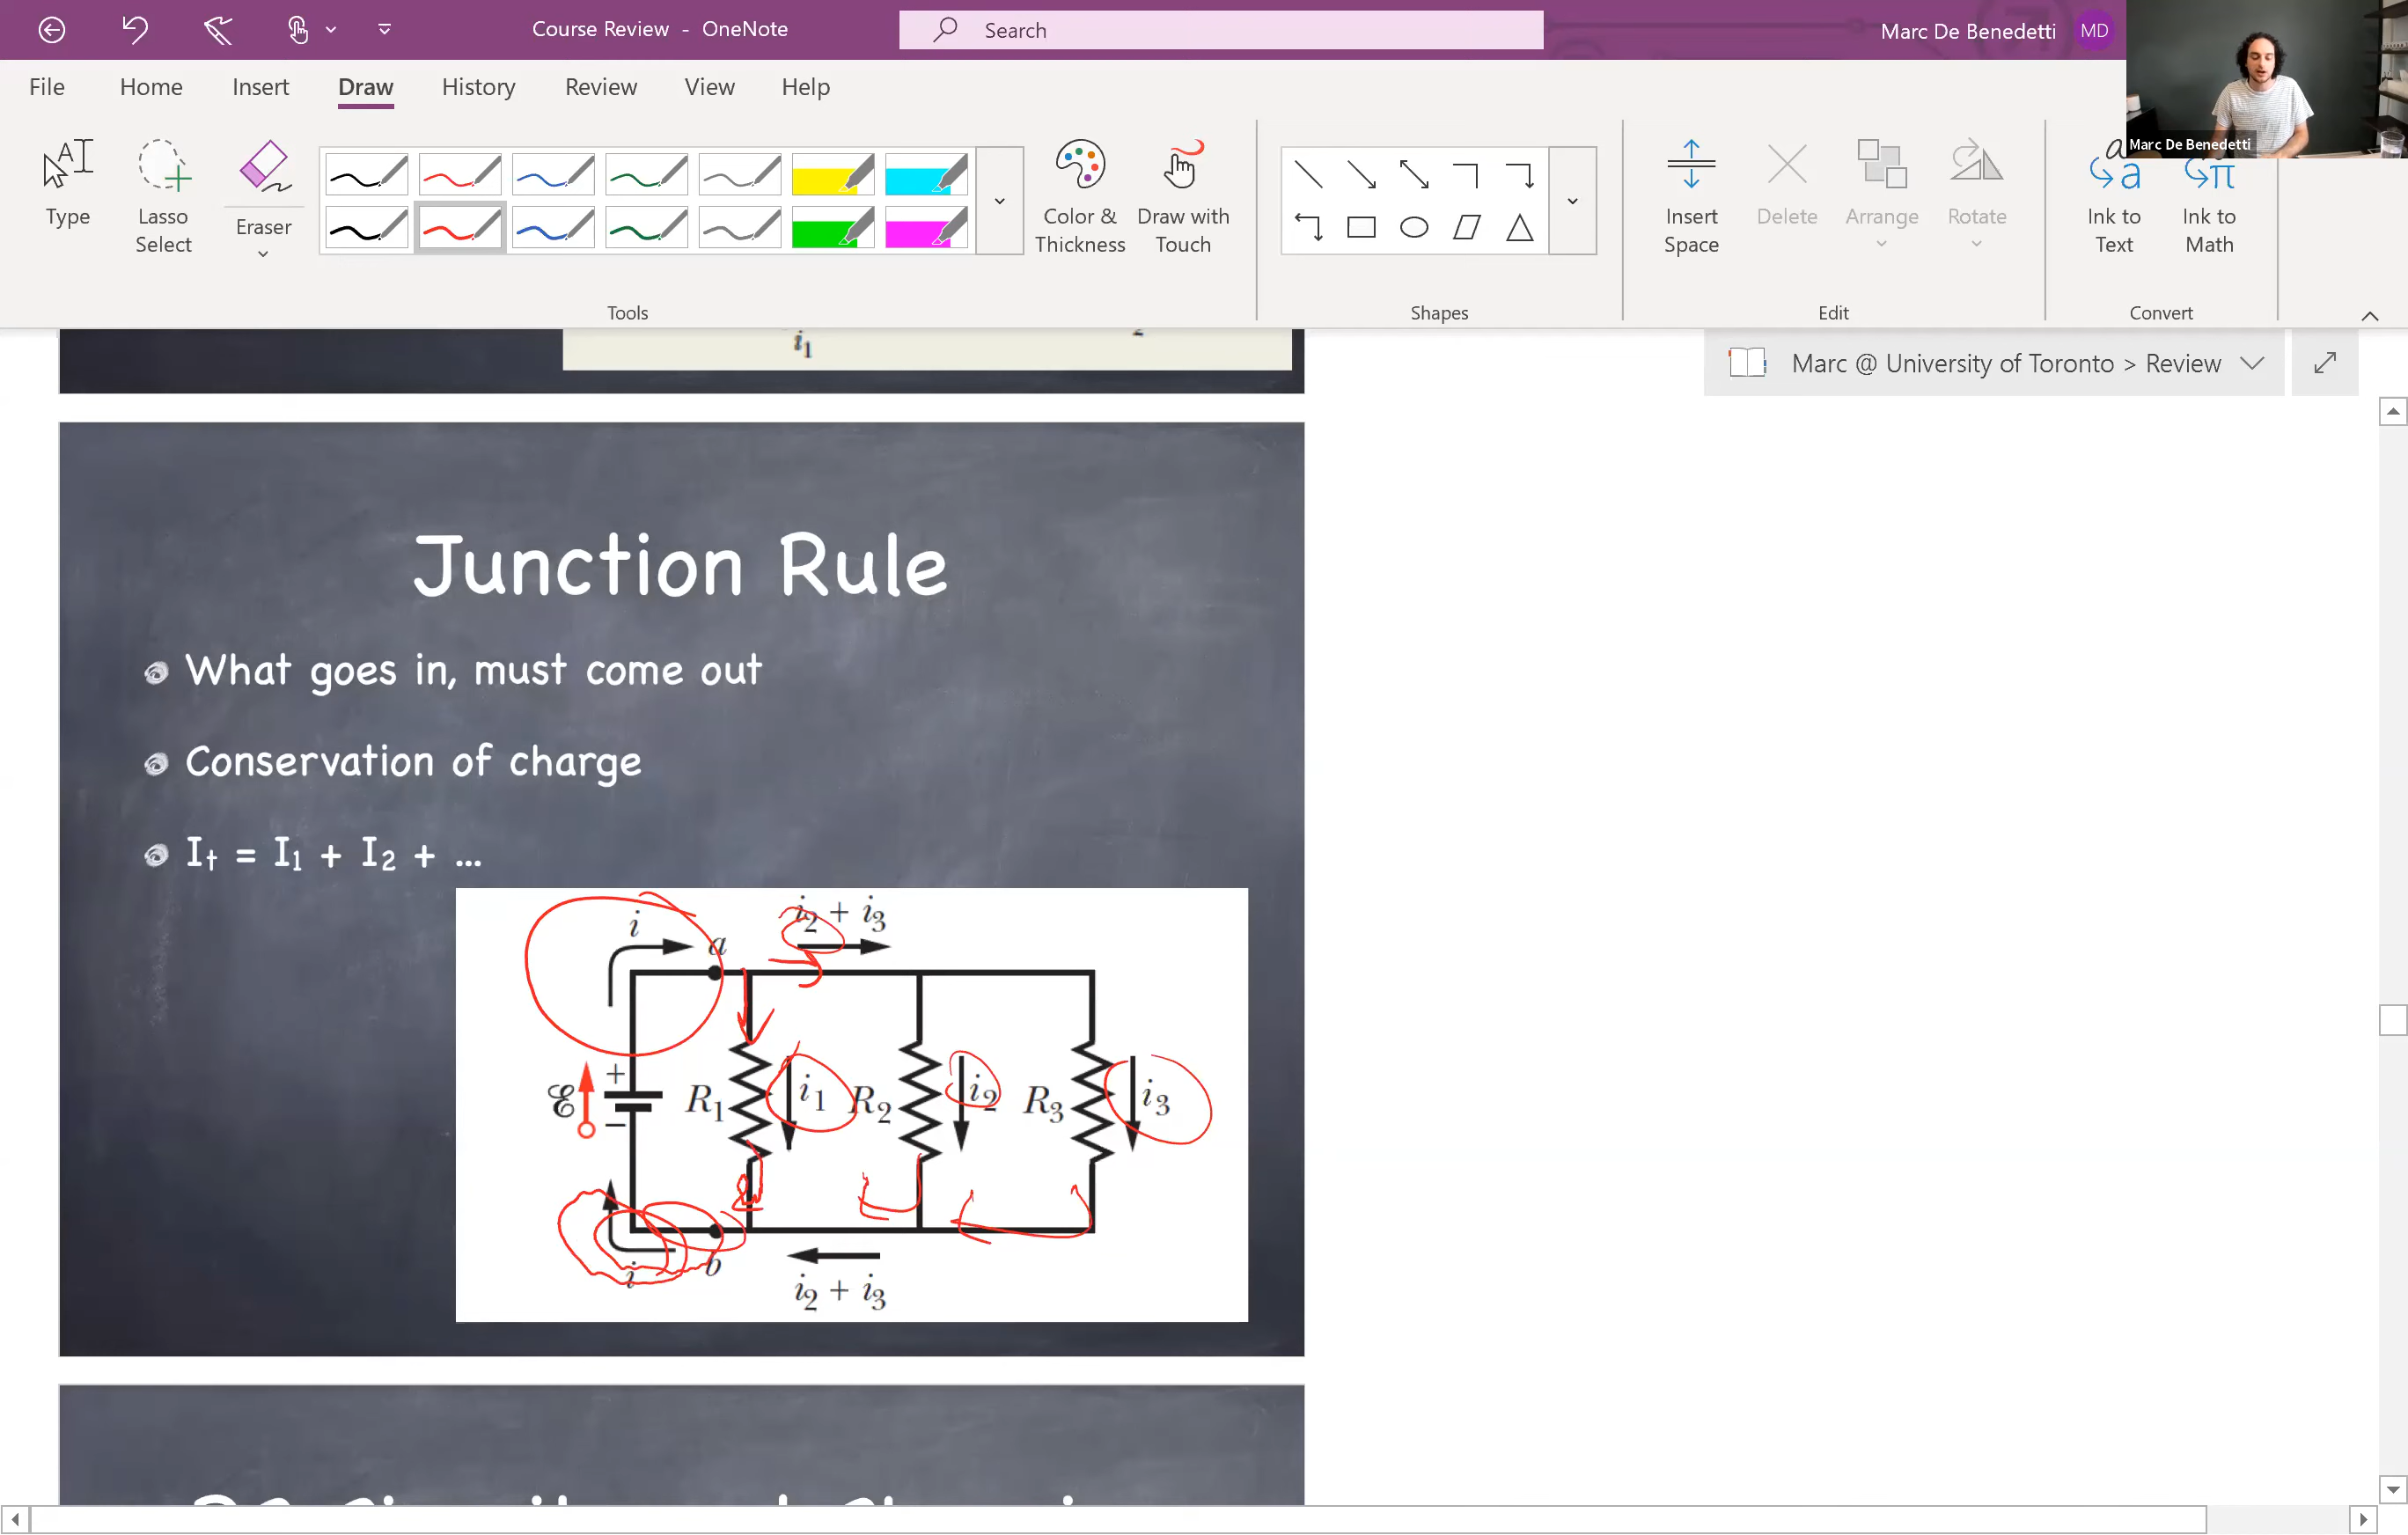 Course Review - OneNote
Search
Marc De Benedetti MD
File Home Insert Draw History Review View Help
Marc De Benedetti
Type
Lasso Select
Eraser
Color & Thickness
Draw with Touch
Insert Space
Delete
Arrange
Rotate
Ink to Text
Ink to Math
Tools
Shapes
Edit
Convert
i1
2
Marc @ University of Toronto > Review
Junction Rule
What goes in, must come out
Conservation of charge
It = I1 + I2 + ...
i
a
i2 + i3
ℰ
+
−
R1
i1
R2
i2
R3
i3
i
b
i2 + i3